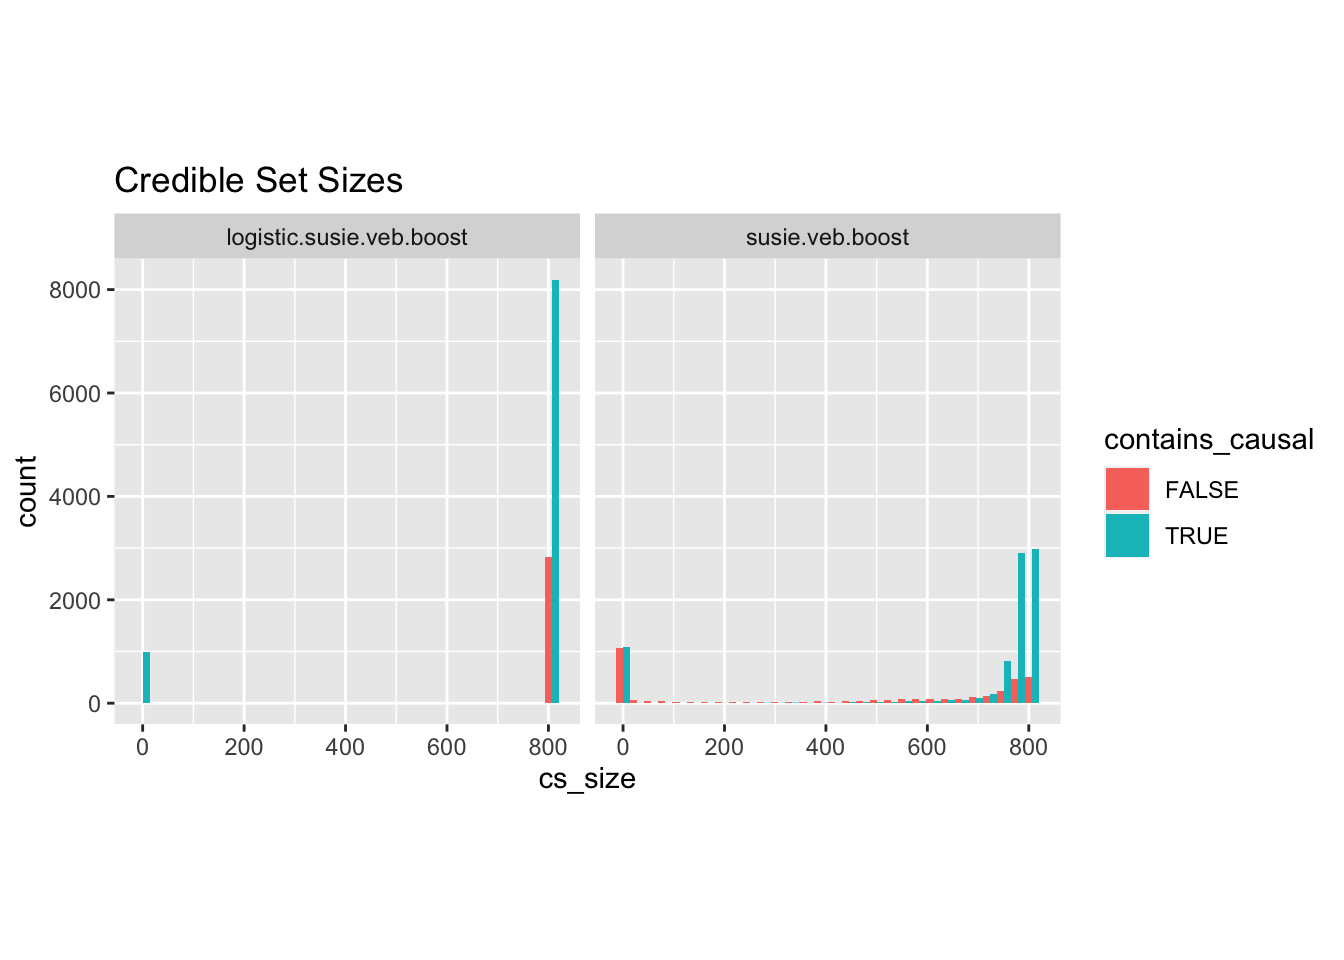 Credible Set Sizes
logistic.susie.veb.boost
susie.veb.boost
8000
6000
4000
2000
0
count
0 200 400 600 800
0 200 400 600 800
cs_size
contains_causal
FALSE
TRUE